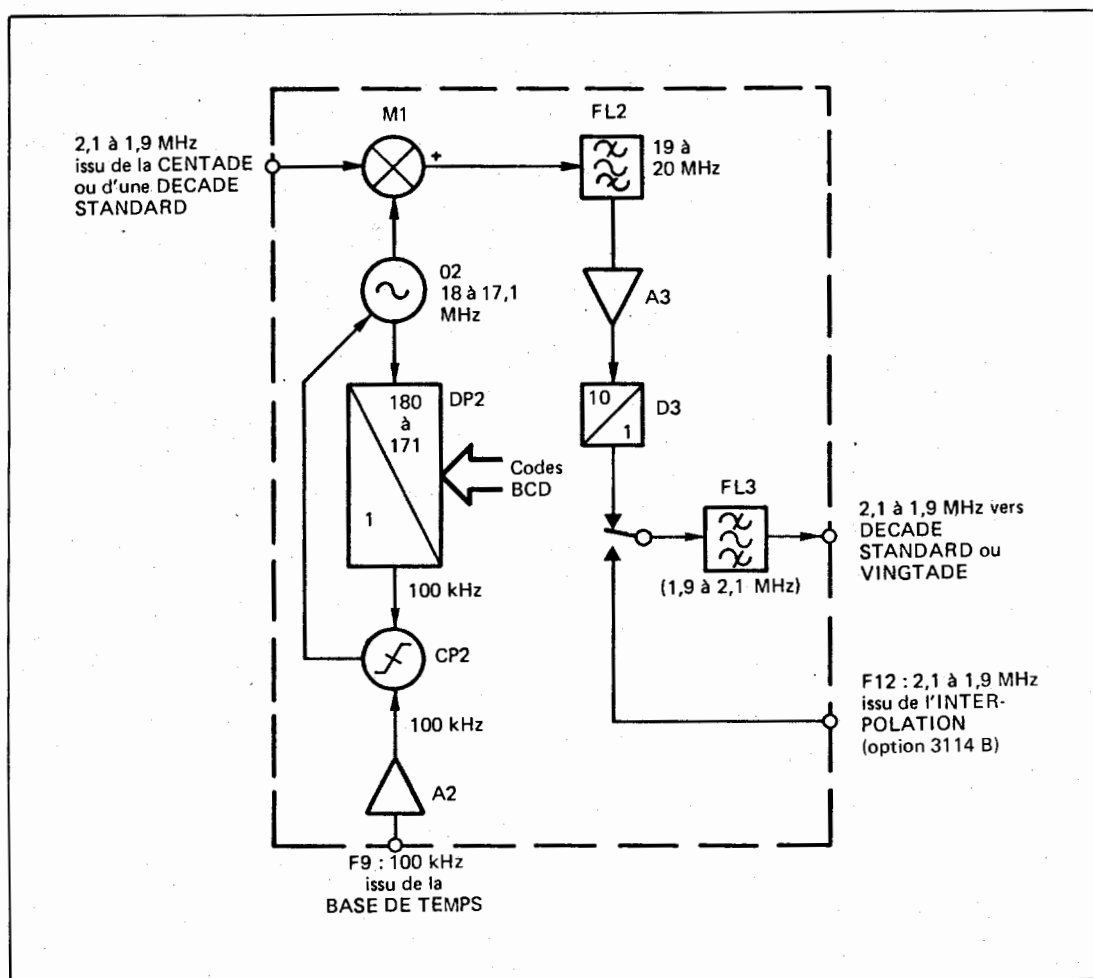 M1
FL2
2,1 à 1,9 MHz
issu de la CENTADE
ou d'une DECADE
STANDARD
+
19 à
20 MHz
02
18 à 17,1
MHz
A3
180
à
171
1
DP2
10
1
D3
Codes
BCD
FL3
2,1 à 1,9 MHz vers
DECADE
STANDARD ou
VINGTADE
(1,9 à 2,1 MHz)
100 kHz
CP2
100 kHz
F12 : 2,1 à 1,9 MHz
issu de l'INTER-
POLATION
(option 3114 B)
A2
F9 : 100 kHz
issu de la
BASE DE TEMPS